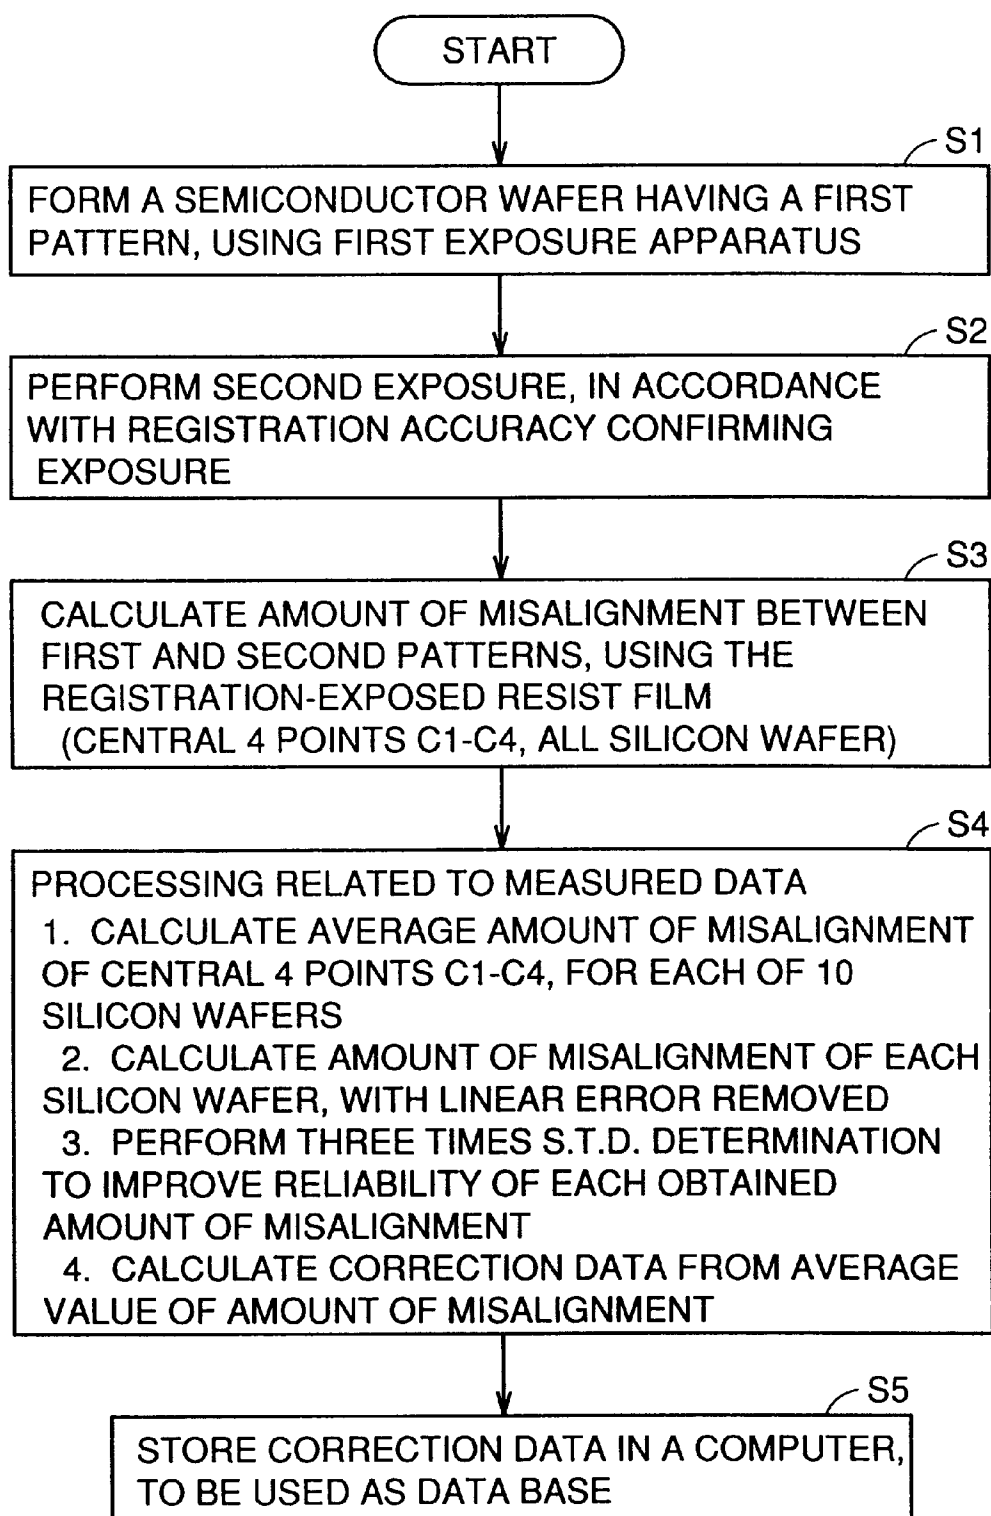 START
S1
FORM A SEMICONDUCTOR WAFER HAVING A FIRST
PATTERN, USING FIRST EXPOSURE APPARATUS
S2
PERFORM SECOND EXPOSURE, IN ACCORDANCE
WITH REGISTRATION ACCURACY CONFIRMING
EXPOSURE
S3
CALCULATE AMOUNT OF MISALIGNMENT BETWEEN
FIRST AND SECOND PATTERNS, USING THE
REGISTRATION-EXPOSED RESIST FILM
(CENTRAL 4 POINTS C1-C4, ALL SILICON WAFER)
S4
PROCESSING RELATED TO MEASURED DATA
1. CALCULATE AVERAGE AMOUNT OF MISALIGNMENT
OF CENTRAL 4 POINTS C1-C4, FOR EACH OF 10
SILICON WAFERS
2. CALCULATE AMOUNT OF MISALIGNMENT OF EACH
SILICON WAFER, WITH LINEAR ERROR REMOVED
3. PERFORM THREE TIMES S.T.D. DETERMINATION
TO IMPROVE RELIABILITY OF EACH OBTAINED
AMOUNT OF MISALIGNMENT
4. CALCULATE CORRECTION DATA FROM AVERAGE
VALUE OF AMOUNT OF MISALIGNMENT
S5
STORE CORRECTION DATA IN A COMPUTER,
TO BE USED AS DATA BASE